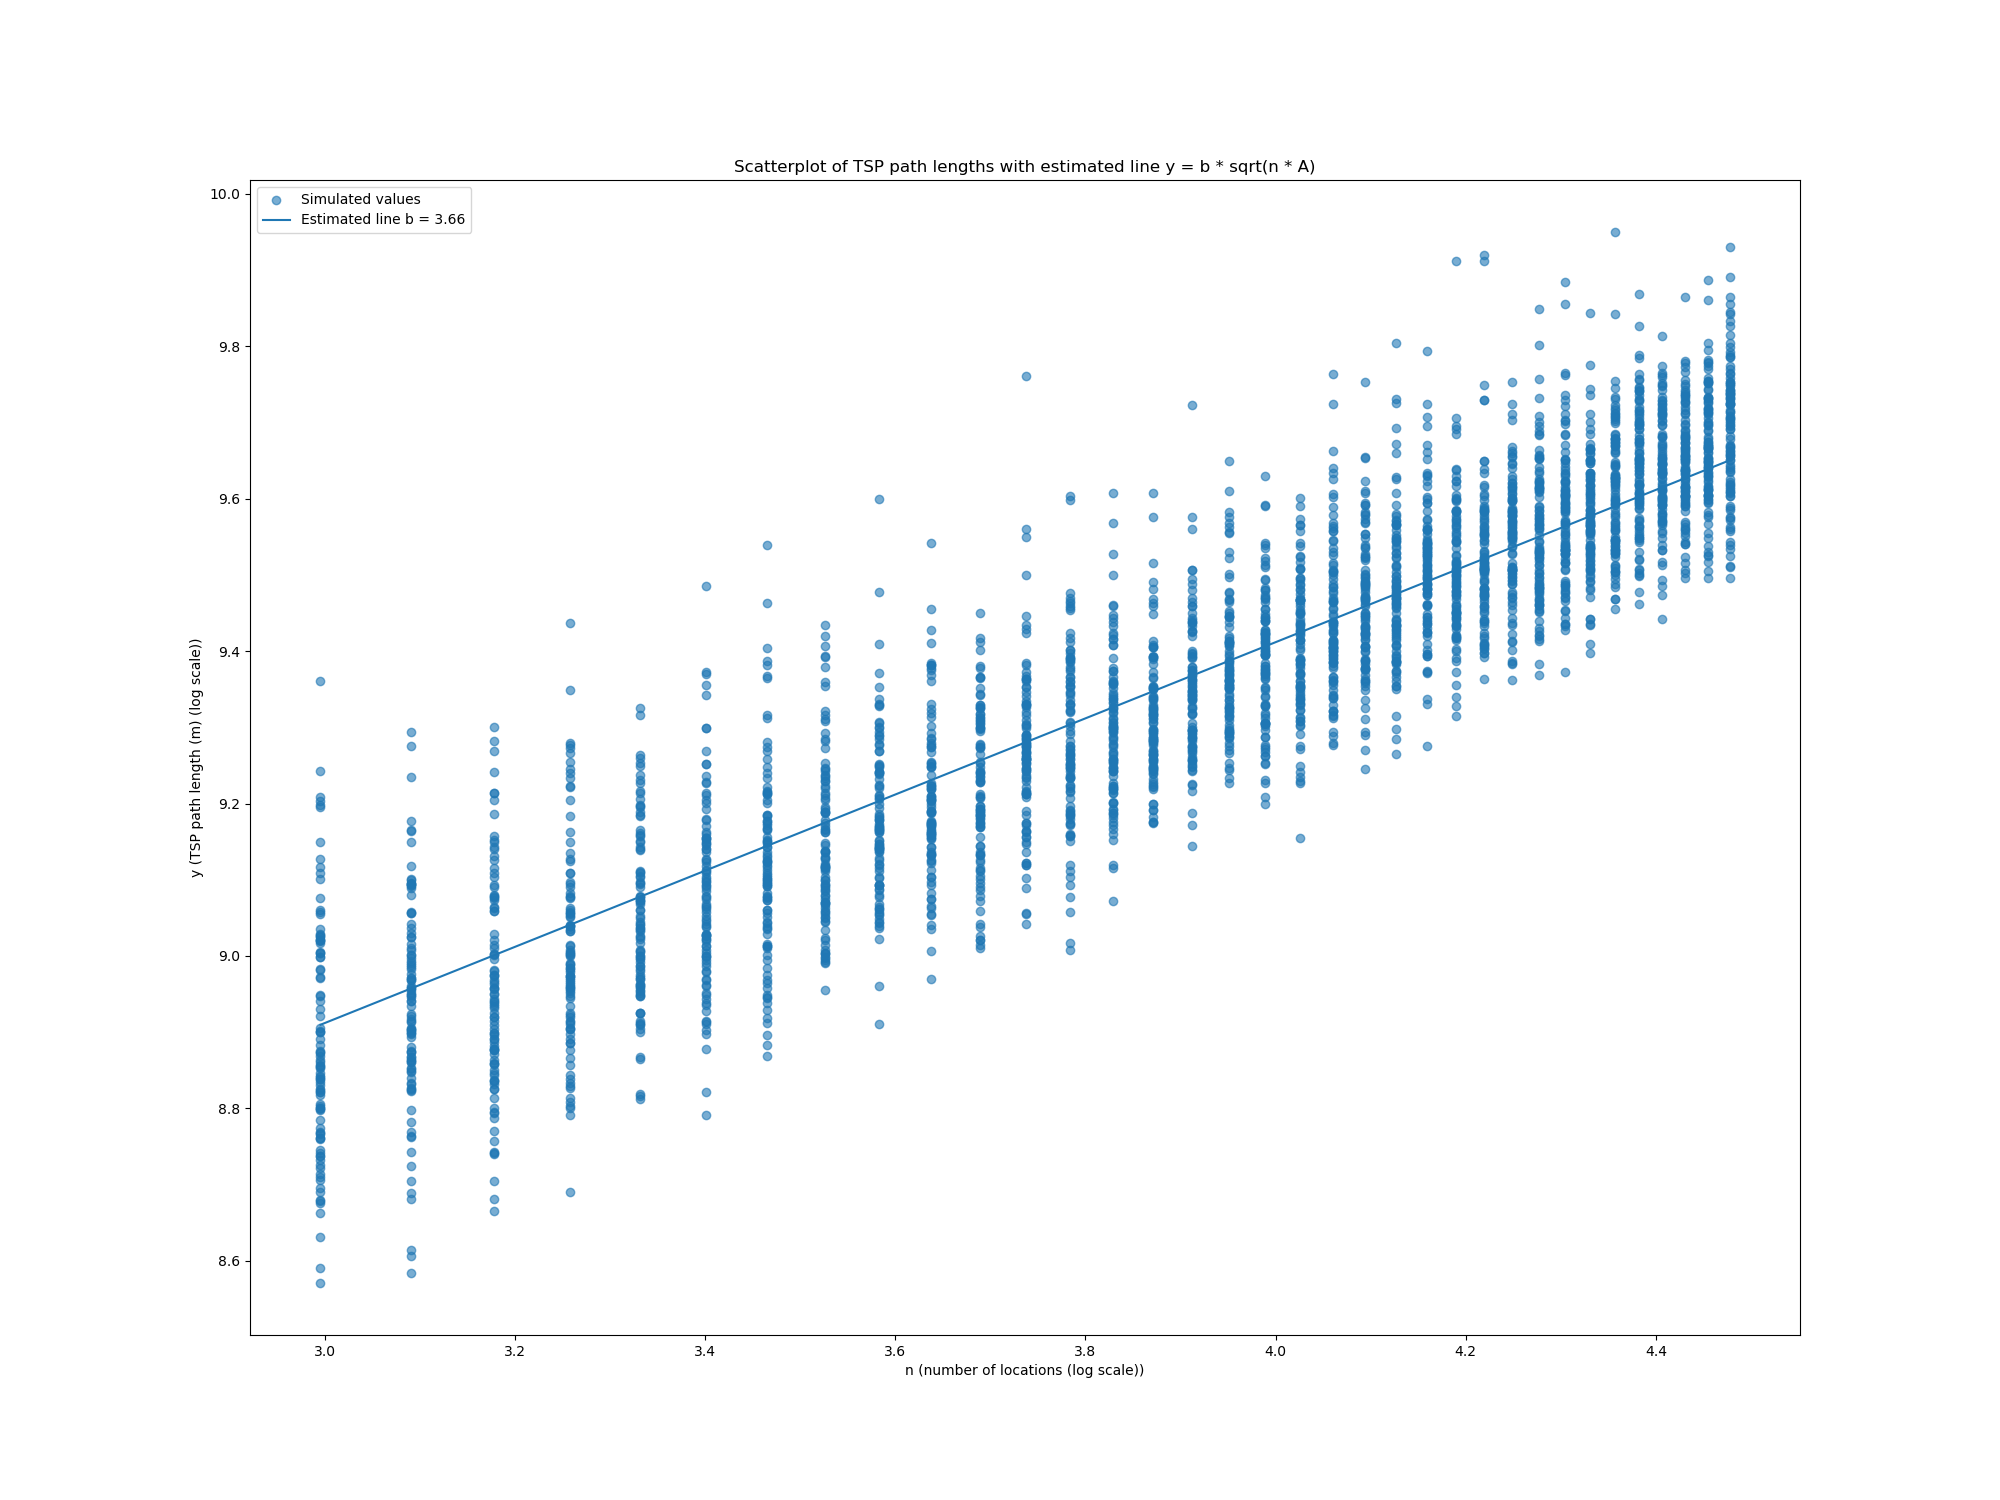 Scatterplot of TSP path lengths with estimated line y = b * sqrt(n * A)
Simulated values
Estimated line b = 3.66
10.0
9.8
9.6
9.4
9.2
9.0
8.8
8.6
y (TSP path length (m) (log scale))
3.0 3.2 3.4 3.6 3.8 4.0 4.2 4.4
n (number of locations (log scale))